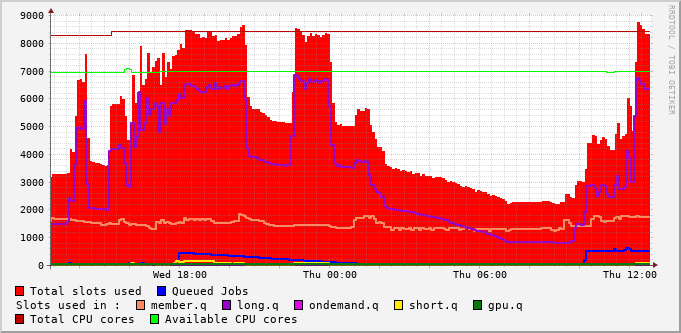 9000
8000
7000
6000
5000
4000
3000
2000
1000
0
Wed 18:00 Thu 00:00 Thu 06:00 Thu 12:00
RRDTOOL / TOBI OETIKER
Total slots used Queued Jobs
Slots used in : member.q long.q ondemand.q short.q gpu.q
Total CPU cores Available CPU cores